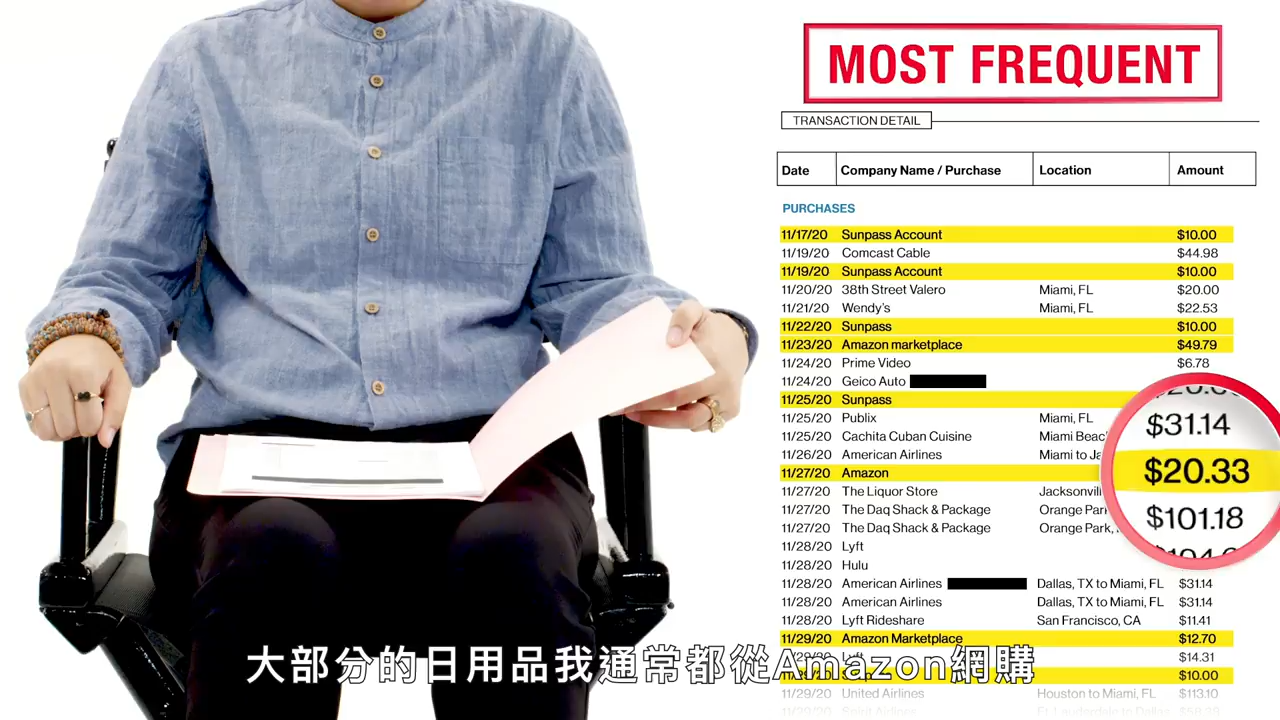 MOST FREQUENT
TRANSACTION DETAIL
Date Company Name / Purchase Location Amount
PURCHASES
11/17/20 Sunpass Account $10.00
11/19/20 Comcast Cable $44.98
11/19/20 Sunpass Account $10.00
11/20/20 38th Street Valero Miami, FL $20.00
11/21/20 Wendy's Miami, FL $22.53
11/22/20 Sunpass $10.00
11/23/20 Amazon marketplace $49.79
11/24/20 Prime Video $6.78
11/24/20 Geico Auto
11/25/20 Sunpass
11/25/20 Publix Miami, FL $31.14
11/25/20 Cachita Cuban Cuisine Miami
11/26/20 American Airlines Miami to
11/27/20 Amazon $20.33
11/27/20 The Liquor Store
11/27/20 The Daq Shack & Package Orange $101.18
11/27/20 The Daq Shack & Package Orange Park,
11/28/20 Lyft
11/28/20 Hulu
11/28/20 American Airlines Dallas, TX to Miami, FL $31.14
11/28/20 American Airlines Dallas, TX to Miami, FL $31.14
11/28/20 Lyft Rideshare San Francisco, CA $11.41
11/29/20 Amazon Marketplace $12.70
11/29/20 Lyft $14.31
$10.00
11/29/20 United Airlines Houston to Miami, FL $113.10
大部分的日用品我通常都從Amazon網購